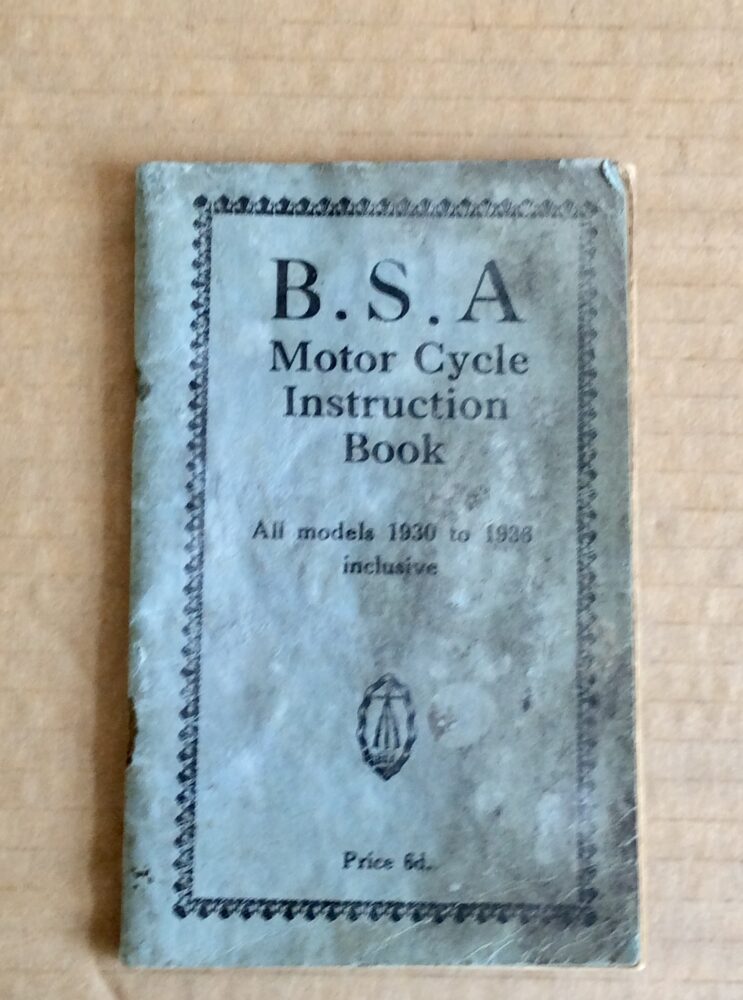 B.S.A
Motor Cycle
Instruction
Book
All models 1930 to 1936
inclusive
Price 6d.